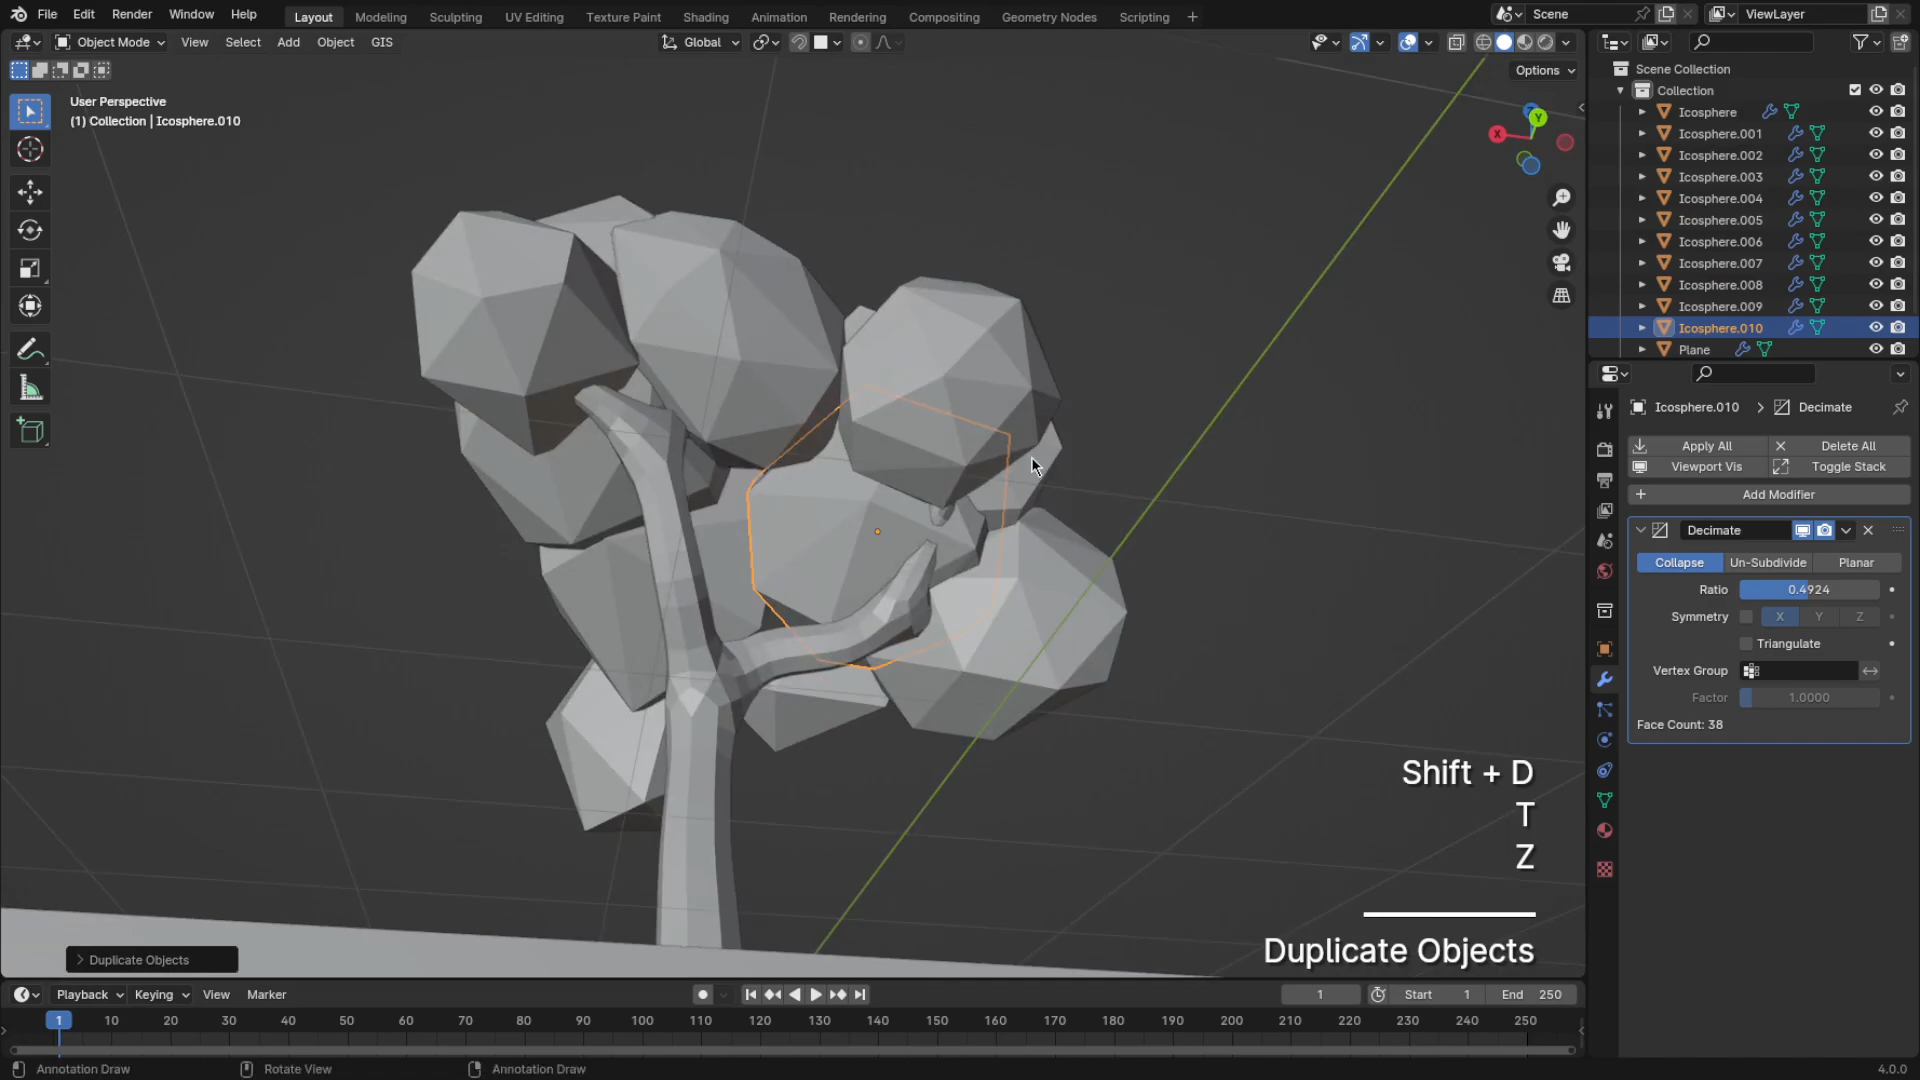 File Edit Render Window Help Layout Modeling Sculpting UV Editing Texture Paint Shading Animation Rendering Compositing Geometry Nodes Scripting + Scene ViewLayer
Object Mode View Select Add Object GIS Global
Options
User Perspective
(1) Collection | Icosphere.010
X
Y
Scene Collection
Collection
Icosphere
Icosphere.001
Icosphere.002
Icosphere.003
Icosphere.004
Icosphere.005
Icosphere.006
Icosphere.007
Icosphere.008
Icosphere.009
Icosphere.010
Plane
Icosphere.010 > Decimate
Apply All Delete All
Viewport Vis Toggle Stack
+ Add Modifier
Decimate
Collapse Un-Subdivide Planar
Ratio 0.4924
Symmetry X Y Z
Triangulate
Vertex Group
Factor 1.0000
Face Count: 38
Shift + D
T
Z
Duplicate Objects
> Duplicate Objects
Playback Keying View Marker 1 Start 1 End 250
1 10 20 30 40 50 60 70 80 90 100 110 120 130 140 150 160 170 180 190 200 210 220 230 240 250
Annotation Draw Rotate View Annotation Draw 4.0.0